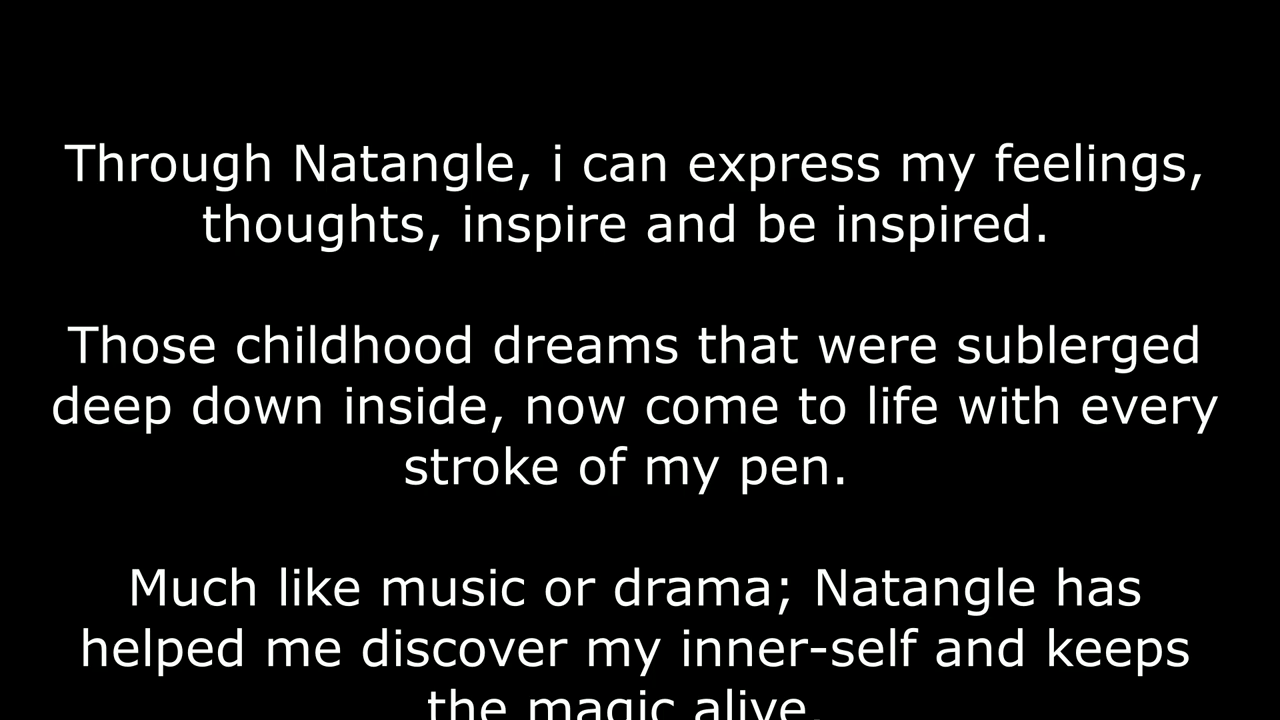 Through Natangle, i can express my feelings,
thoughts, inspire and be inspired.
Those childhood dreams that were sublerged
deep down inside, now come to life with every
stroke of my pen.
Much like music or drama; Natangle has
helped me discover my inner-self and keeps
the magic alive.